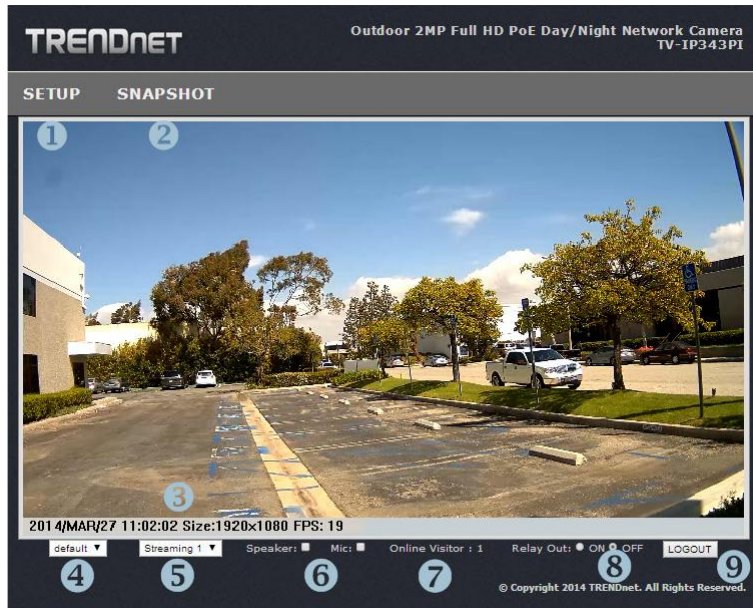 TRENDNET
Outdoor 2MP Full HD PoE Day/Night Network Camera
TV-IP343PI
SETUP SNAPSHOT
1 2
3
2014/MAR/27 11:02:02 Size:1920x1080 FPS: 19
default ▼ Streaming 1 ▼ Speaker: Mic: Online Visitor : 1 Relay Out: ON OFF LOGOUT
4 5 6 7 8 9
© Copyright 2014 TRENDnet. All Rights Reserved.